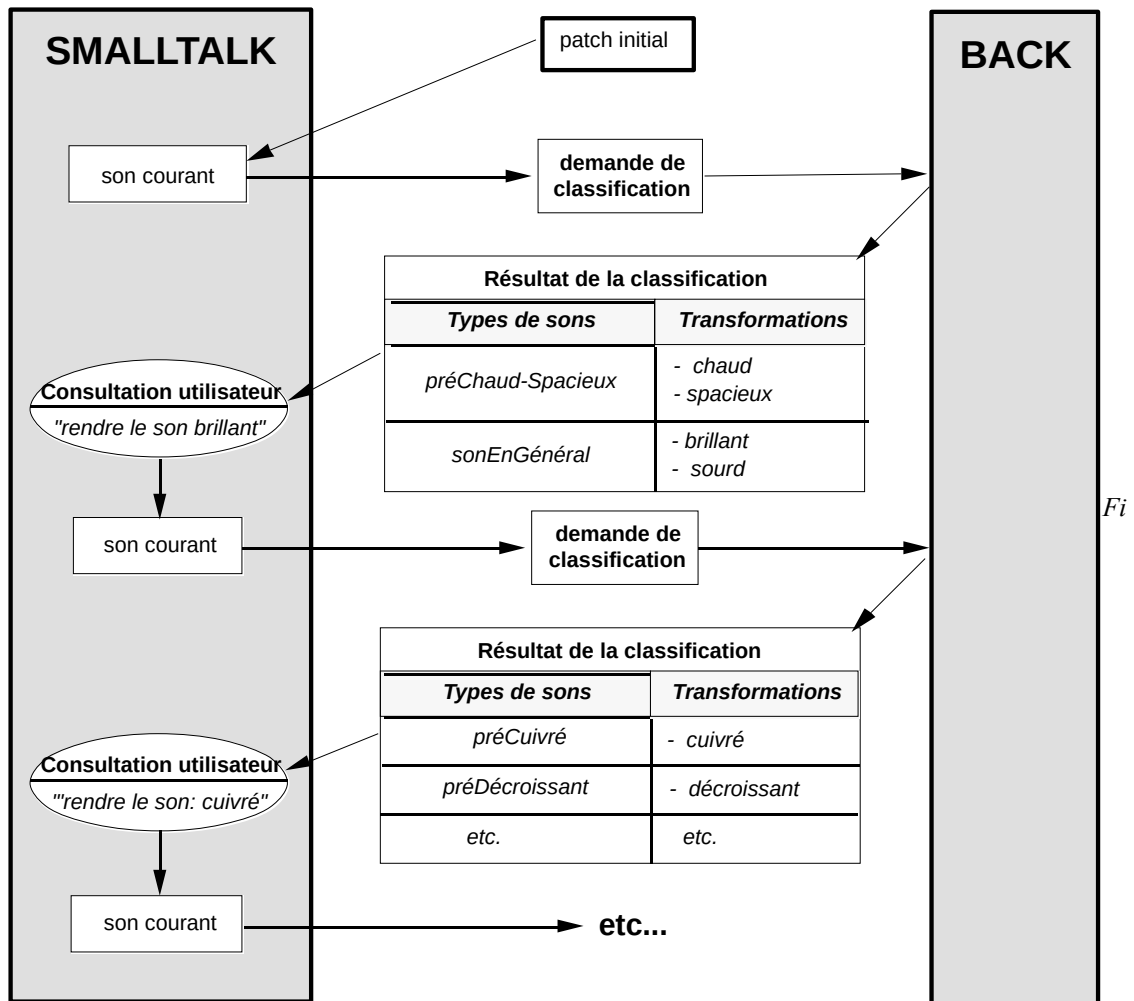 SMALLTALK
patch initial
BACK
son courant
demande de
classification
Résultat de la classification
Types de sons Transformations
préChaud-Spacieux
- chaud
- spacieux
sonEnGénéral
- brillant
- sourd
Consultation utilisateur
"rendre le son brillant"
son courant
demande de
classification
Fi
Résultat de la classification
Types de sons Transformations
préCuivré - cuivré
préDécroissant - décroissant
etc. etc.
Consultation utilisateur
'"rendre le son: cuivré"
son courant
etc...